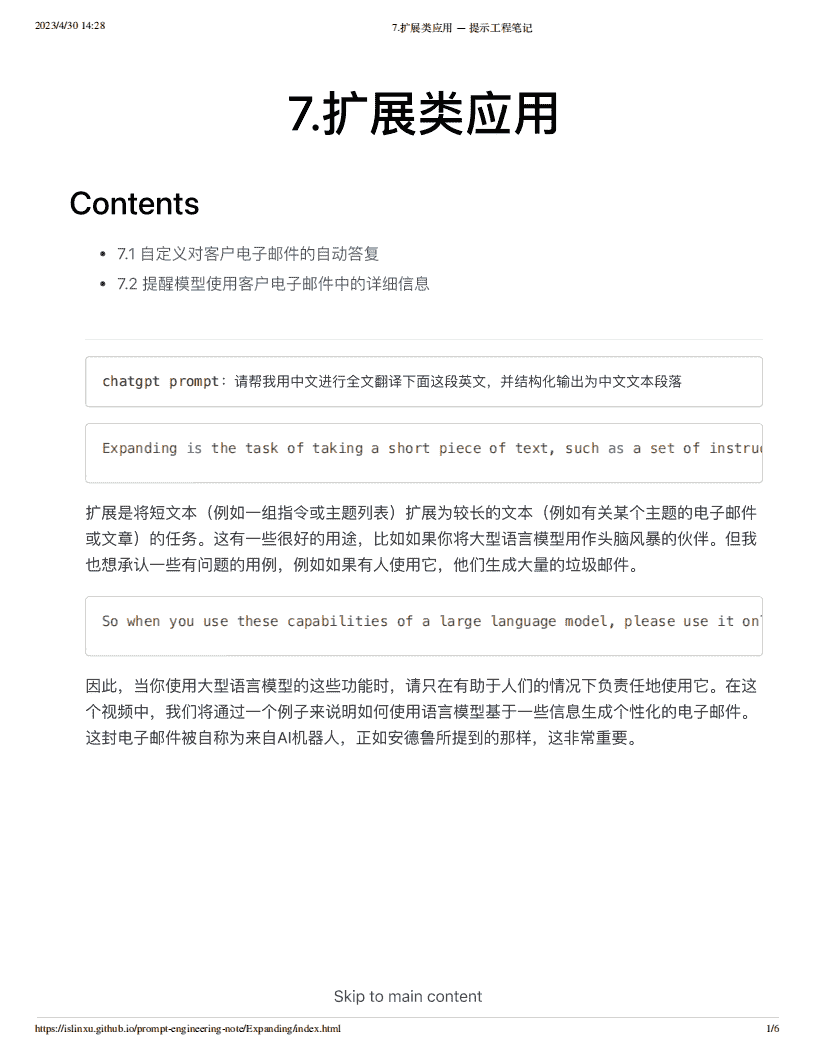 2023/4/30 14:28
7.扩展类应用 — 提示工程笔记
7.扩展类应用
Contents
7.1 自定义对客户电子邮件的自动答复
7.2 提醒模型使用客户电子邮件中的详细信息
chatgpt prompt：请帮我用中文进行全文翻译下面这段英文，并结构化输出为中文文本段落
Expanding is the task of taking a short piece of text, such as a set of instruc
扩展是将短文本（例如一组指令或主题列表）扩展为较长的文本（例如有关某个主题的电子邮件
或文章）的任务。这有一些很好的用途，比如如果你将大型语言模型用作头脑风暴的伙伴。但我
也想承认一些有问题的用例，例如如果有人使用它，他们生成大量的垃圾邮件。
So when you use these capabilities of a large language model, please use it on
因此，当你使用大型语言模型的这些功能时，请只在有助于人们的情况下负责任地使用它。在这
个视频中，我们将通过一个例子来说明如何使用语言模型基于一些信息生成个性化的电子邮件。
这封电子邮件被自称为来自AI机器人，正如安德鲁所提到的那样，这非常重要。
Skip to main content
https://islinxu.github.io/prompt-engineering-note/Expanding/index.html
1/6